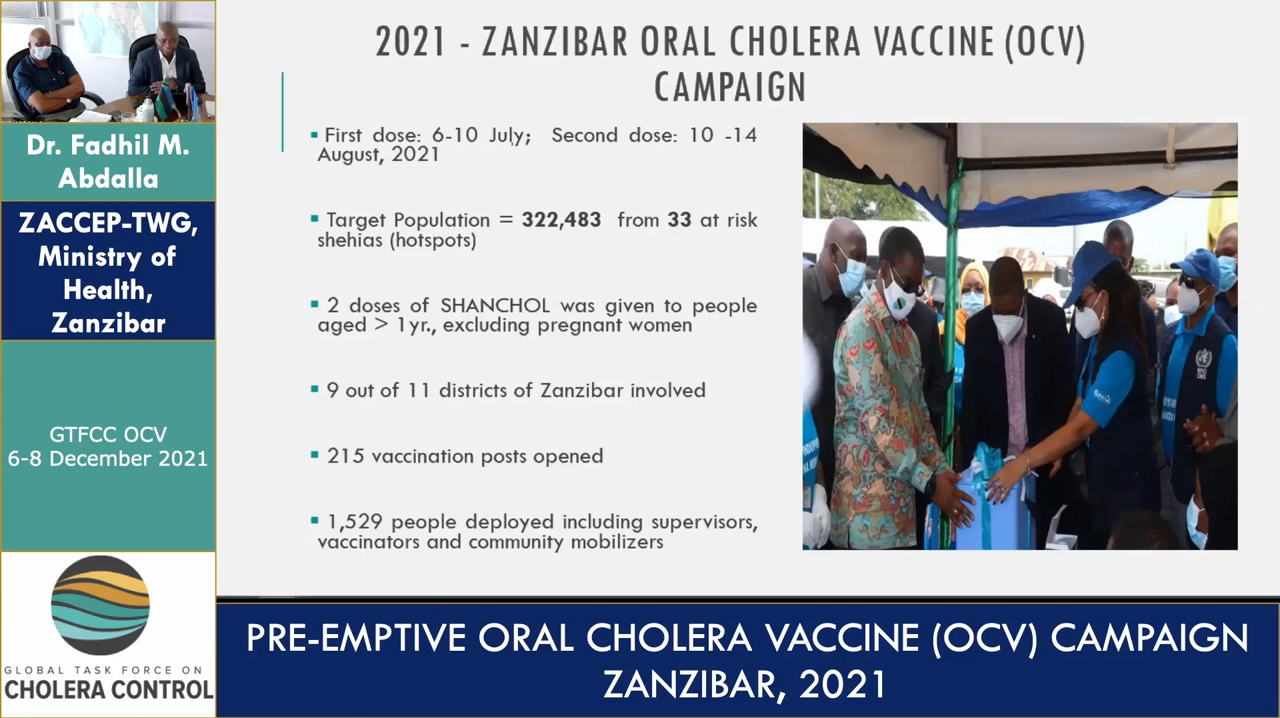 Dr. Fadhil M.
Abdalla
ZACCEP-TWG,
Ministry of
Health,
Zanzibar
GTFCC OCV
6-8 December 2021
GLOBAL TASK FORCE ON
CHOLERA CONTROL
2021 - ZANZIBAR ORAL CHOLERA VACCINE (OCV)
CAMPAIGN
▪ First dose: 6-10 July; Second dose: 10 -14
August, 2021
▪ Target Population = 322,483 from 33 at risk
shehias (hotspots)
▪ 2 doses of SHANCHOL was given to people
aged > 1yr., excluding pregnant women
▪ 9 out of 11 districts of Zanzibar involved
▪ 215 vaccination posts opened
▪ 1,529 people deployed including supervisors,
vaccinators and community mobilizers
PRE-EMPTIVE ORAL CHOLERA VACCINE (OCV) CAMPAIGN
ZANZIBAR, 2021